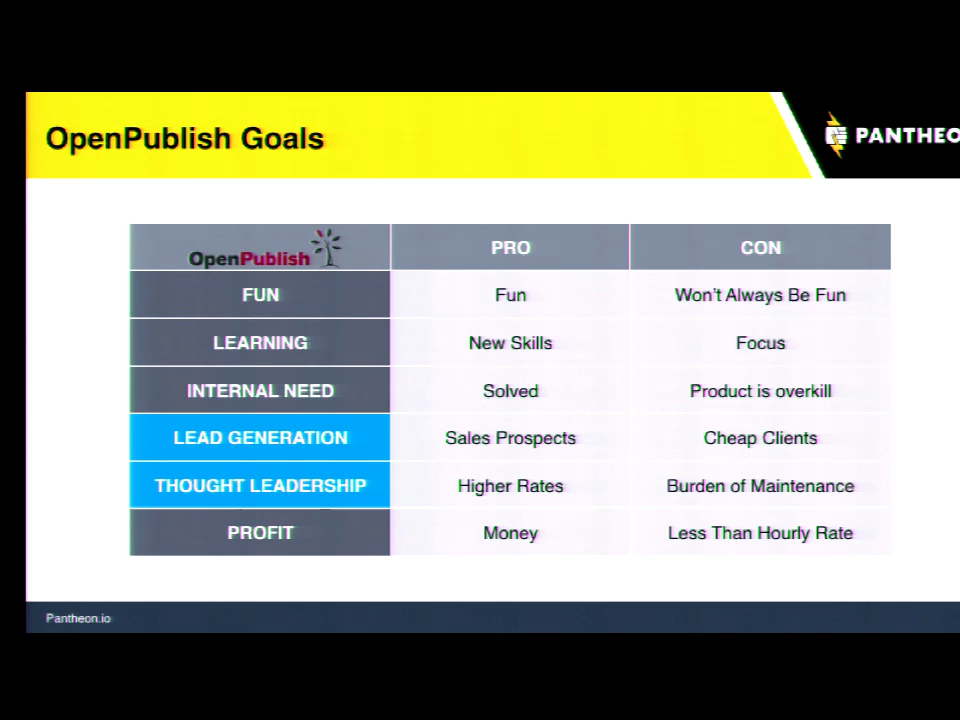 OpenPublish Goals
PANTHEO
OpenPublish PRO CON
FUN Fun Won't Always Be Fun
LEARNING New Skills Focus
INTERNAL NEED Solved Product is overkill
LEAD GENERATION Sales Prospects Cheap Clients
THOUGHT LEADERSHIP Higher Rates Burden of Maintenance
PROFIT Money Less Than Hourly Rate
Pantheon.io